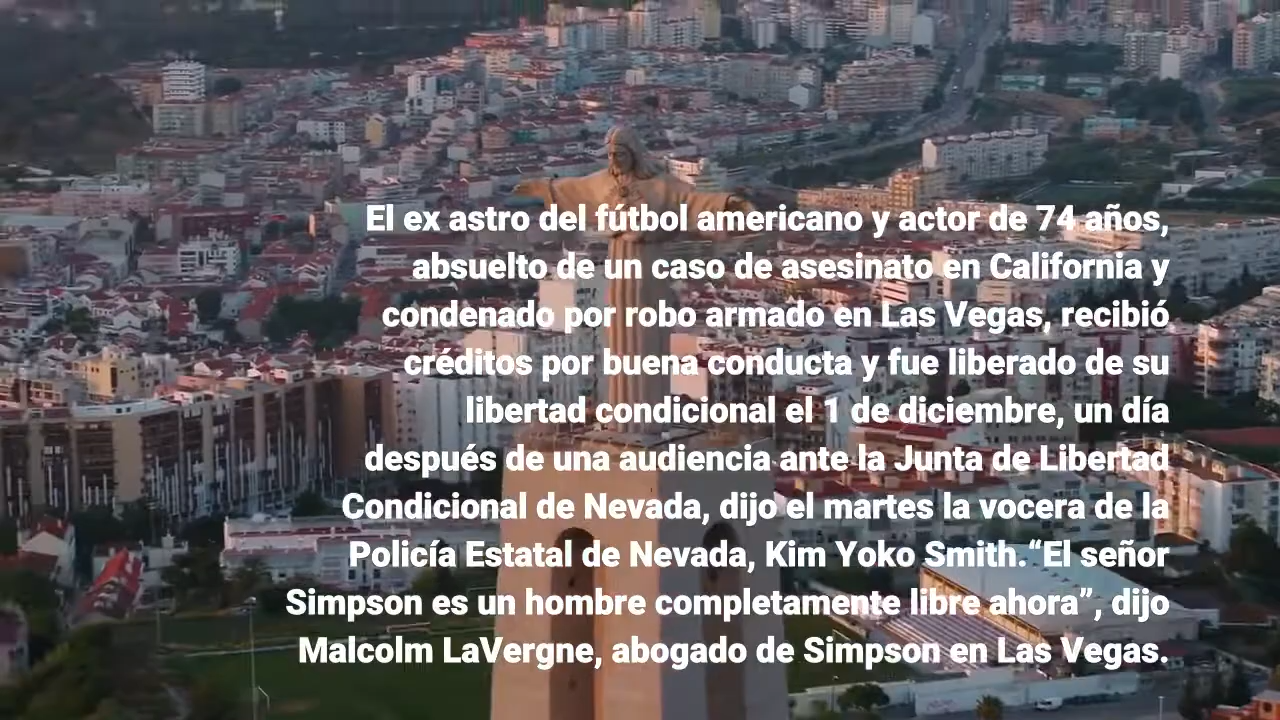 El ex astro del fútbol americano y actor de 74 años,
absuelto de un caso de asesinato en California y
condenado por robo armado en Las Vegas, recibió
créditos por buena conducta y fue liberado de su
libertad condicional el 1 de diciembre, un día
después de una audiencia ante la Junta de Libertad
Condicional de Nevada, dijo el martes la vocera de la
Policía Estatal de Nevada, Kim Yoko Smith.“El señor
Simpson es un hombre completamente libre ahora”, dijo
Malcolm LaVergne, abogado de Simpson en Las Vegas.